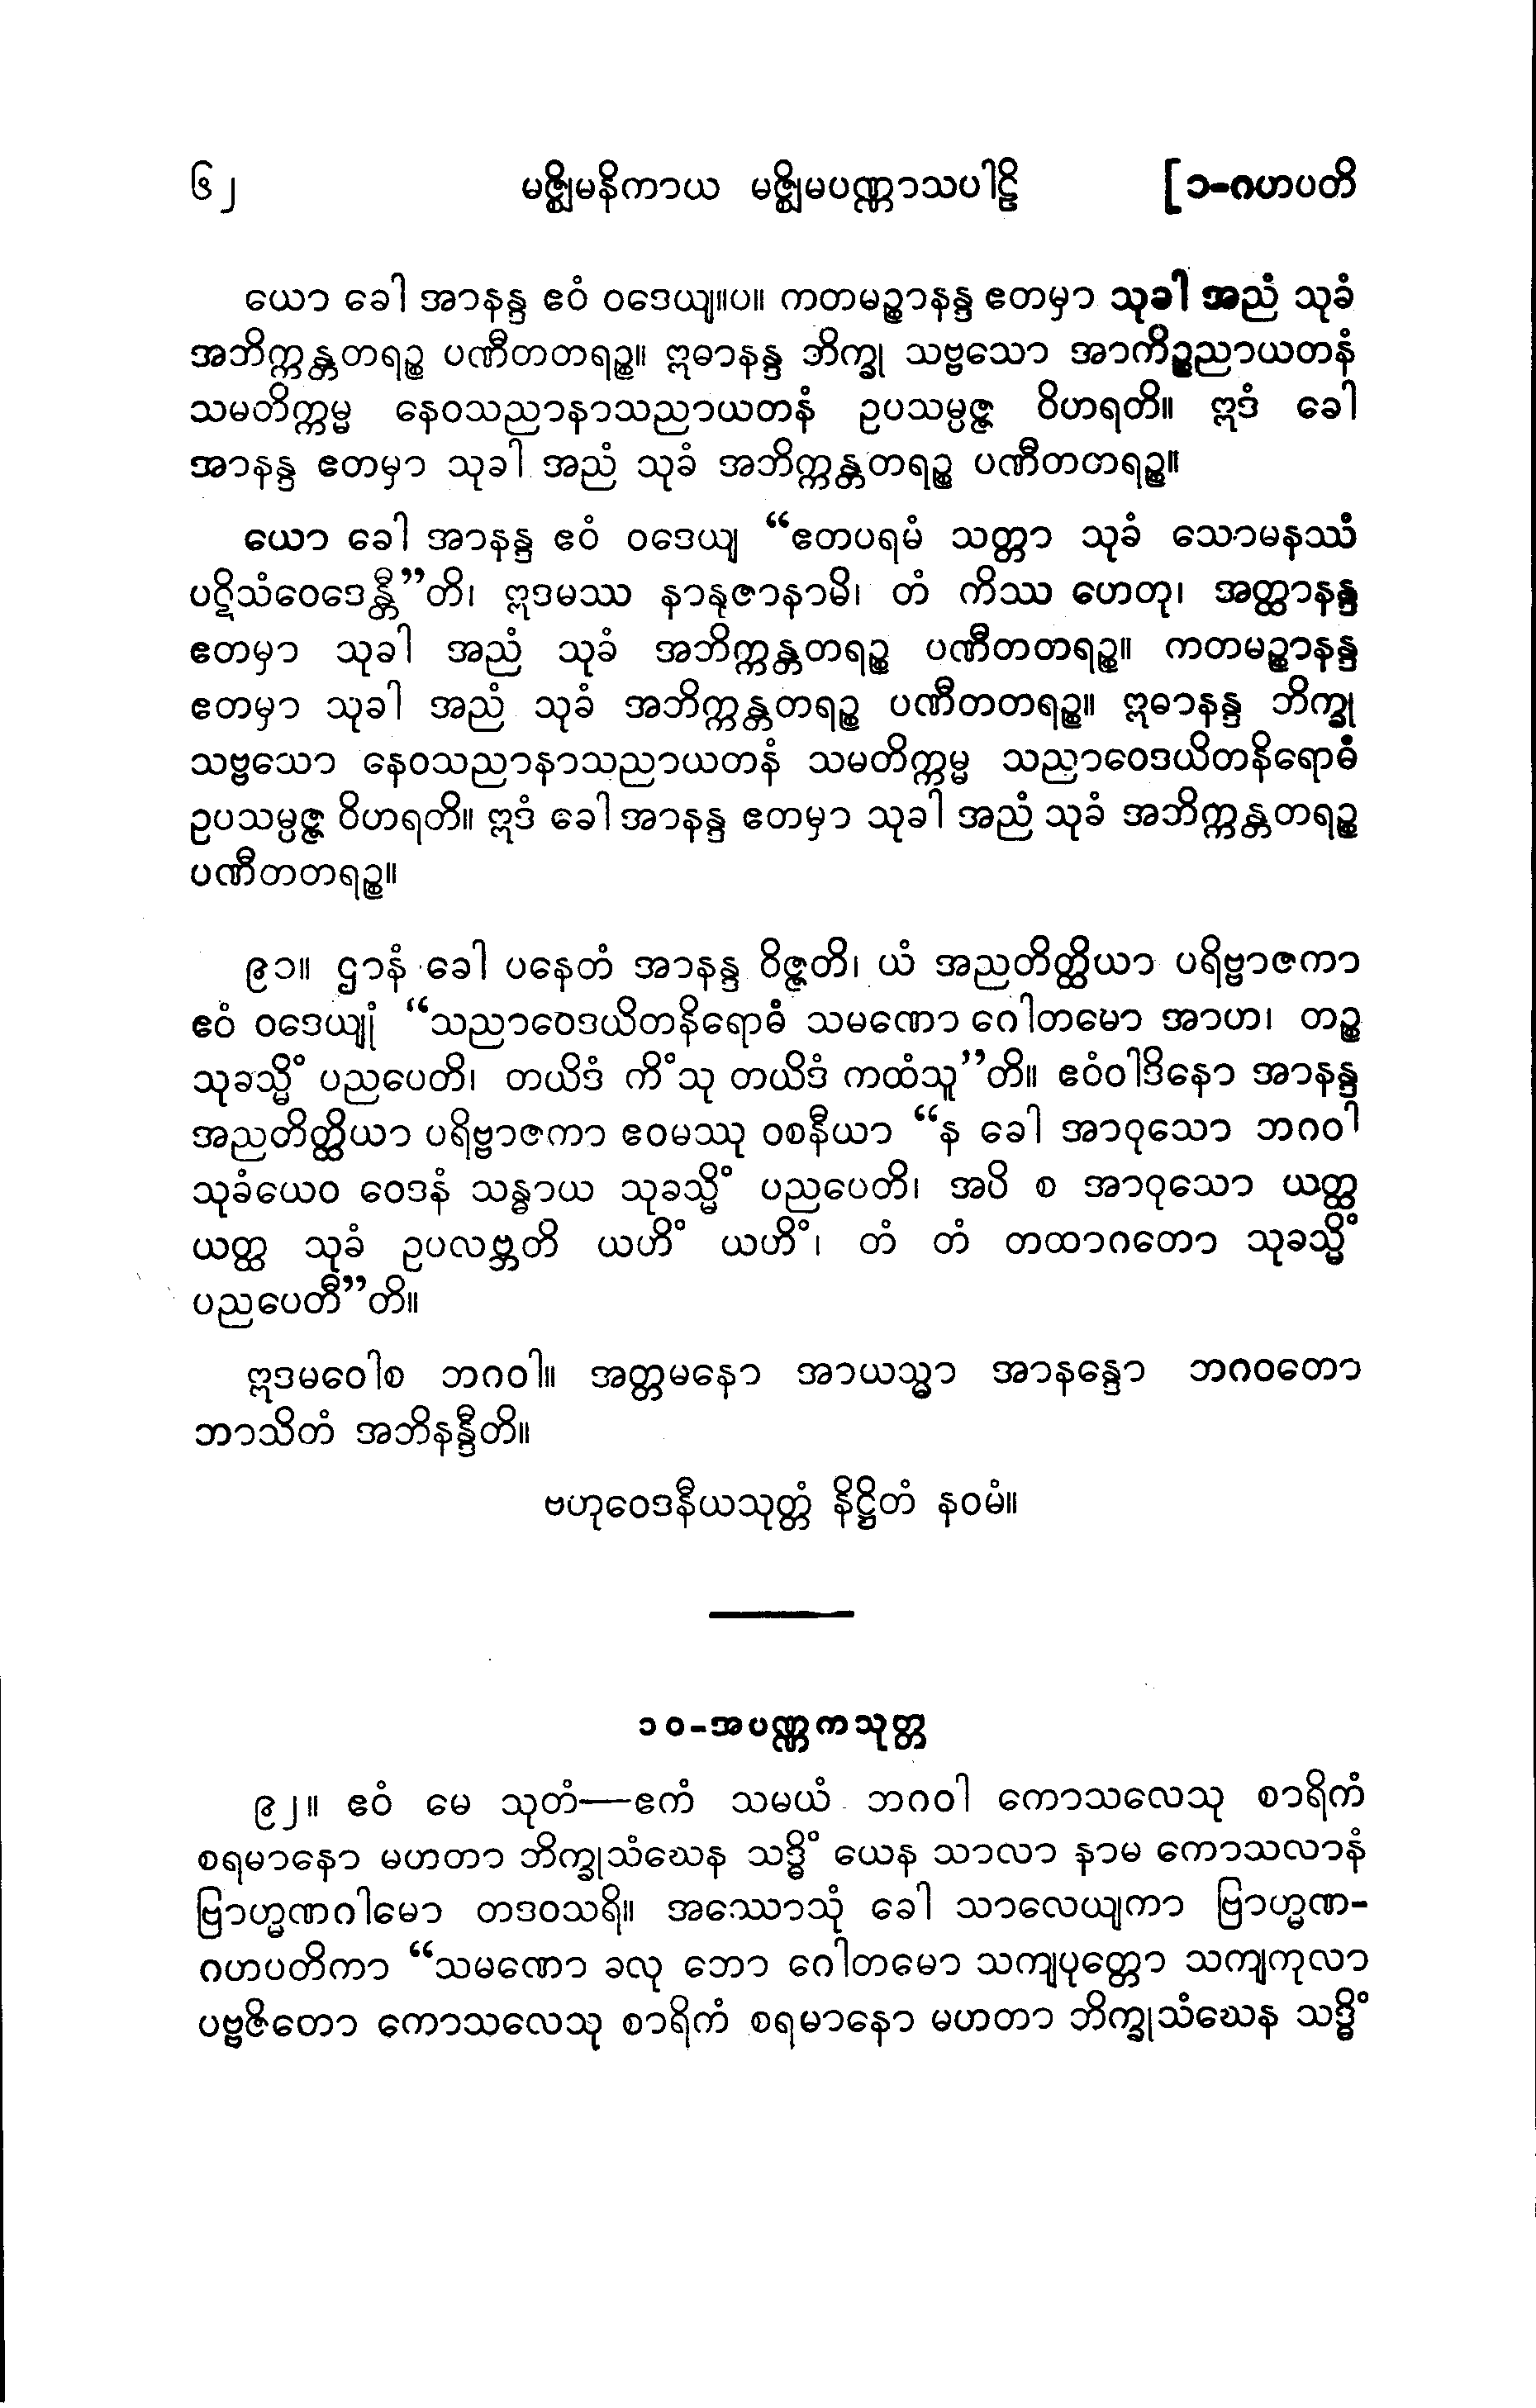 ၆၂ မဇ္ဈိမနိကာယ မဇ္ဈိမပဏ္ဏာသပါဠိ [၁-ဂဟပတိ
ယော ခေါ အာနန္ဒ ဧဝံ ဝဒေယျ။ပ။ ကတမဉ္စာနန္ဒ ဧတမှာ သုခါ အညံ သုခံ
အဘိက္ကန္တတရဉ္စ ပဏီတတရဉ္စ။ ဣဓာနန္ဒ ဘိက္ခု သဗ္ဗသော အာကိဉ္စညာယတနံ
သမတိက္ကမ္မ နေဝသညာနာသညာယတနံ ဥပသမ္ပဇ္ဇ ဝိဟရတိ။ ဣဒံ ခေါ
အာနန္ဒ ဧတမှာ သုခါ အညံ သုခံ အဘိက္ကန္တတရဉ္စ ပဏီတတရဉ္စ။
ယော ခေါ အာနန္ဒ ဧဝံ ဝဒေယျ “ဧတပရမံ သတ္တာ သုခံ သောမနဿံ
ပဋိသံဝေဒေန္တီ”တိ၊ ဣဒမဿ နာနုဇာနာမိ၊ တံ ကိဿ ဟေတု၊ အတ္ထာနန္ဒ
ဧတမှာ သုခါ အညံ သုခံ အဘိက္ကန္တတရဉ္စ ပဏီတတရဉ္စ။ ကတမဉ္စာနန္ဒ
ဧတမှာ သုခါ အညံ သုခံ အဘိက္ကန္တတရဉ္စ ပဏီတတရဉ္စ။ ဣဓာနန္ဒ ဘိက္ခု
သဗ္ဗသော နေဝသညာနာသညာယတနံ သမတိက္ကမ္မ သညာဝေဒယိတနိရောဓံ
ဥပသမ္ပဇ္ဇ ဝိဟရတိ။ ဣဒံ ခေါ အာနန္ဒ ဧတမှာ သုခါ အညံ သုခံ အဘိက္ကန္တတရဉ္စ
ပဏီတတရဉ္စ။
၉၁။ ဌာနံ ခေါ ပနေတံ အာနန္ဒ ဝိဇ္ဇတိ၊ ယံ အညတိတ္ထိယာ ပရိဗ္ဗာဇကာ
ဧဝံ ဝဒေယျုံ “သညာဝေဒယိတနိရောဓံ သမဏော ဂေါတမော အာဟ၊ တဉ္စ
သုခသ္မိံ ပညပေတိ၊ တယိဒံ ကိံသု တယိဒံ ကထံသူ”တိ။ ဧဝံဝါဒိနော အာနန္ဒ
အညတိတ္ထိယာ ပရိဗ္ဗာဇကာ ဧဝမဿု ဝစနီယာ “န ခေါ အာဝုသော ဘဂဝါ
သုခံယေဝ ဝေဒနံ သန္ဓာယ သုခသ္မိံ ပညပေတိ၊ အပိ စ အာဝုသော ယတ္ထ
ယတ္ထ သုခံ ဥပလဗ္ဘတိ ယဟိံ ယဟိံ၊ တံ တံ တထာဂတော သုခသ္မိံ
ပညပေတီ”တိ။
ဣဒမဝေါစ ဘဂဝါ။ အတ္တမနော အာယသ္မာ အာနန္ဒော ဘဂဝတော
ဘာသိတံ အဘိနန္ဒီတိ။
ဗဟုဝေဒနီယသုတ္တံ နိဋ္ဌိတံ နဝမံ။
၁၀-အပဏ္ဏကသုတ္တ
၉၂။ ဧဝံ မေ သုတံ—ဧကံ သမယံ ဘဂဝါ ကောသလေသု စာရိကံ
စရမာနော မဟတာ ဘိက္ခုသံဃေန သဒ္ဓိံ ယေန သာလာ နာမ ကောသလာနံ
ဗြာဟ္မဏဂါမော တဒဝသရိ။ အဿောသုံ ခေါ သာလေယျကာ ဗြာဟ္မဏ-
ဂဟပတိကာ “သမဏော ခလု ဘော ဂေါတမော သကျပုတ္တော သကျကုလာ
ပဗ္ဗဇိတော ကောသလေသု စာရိကံ စရမာနော မဟတာ ဘိက္ခုသံဃေန သဒ္ဓိံ